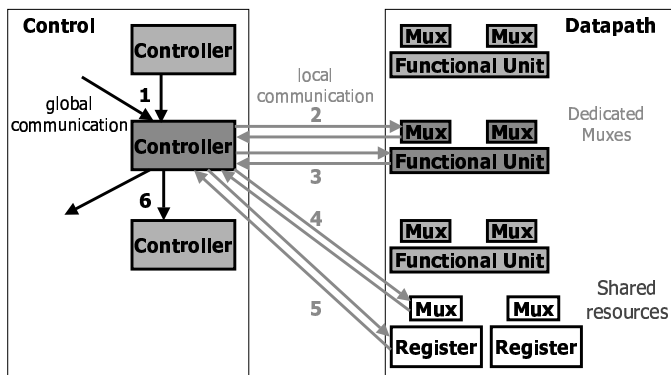 Control
Datapath
Controller
Mux
Mux
Functional Unit
1
global
communication
local
communication
2
Dedicated
Muxes
Controller
Mux
Mux
Functional Unit
3
6
4
Controller
Mux
Mux
Functional Unit
Shared
resources
5
Mux
Mux
Register
Register